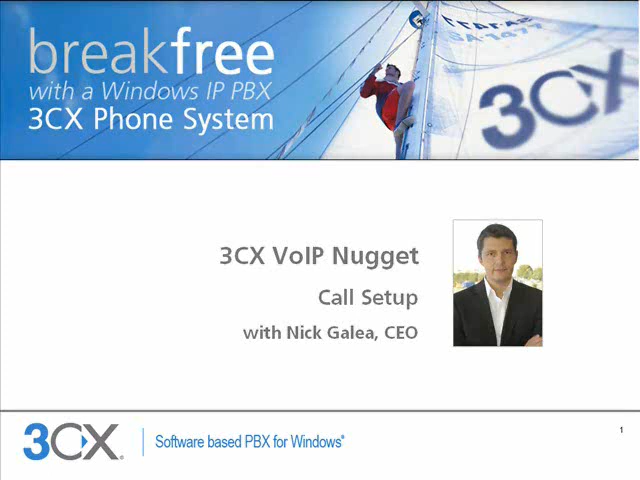 breakfree
with a Windows IP PBX
3CX Phone System
3CX
3CX VoIP Nugget
Call Setup
with Nick Galea, CEO
3CX®
Software based PBX for Windows®
1